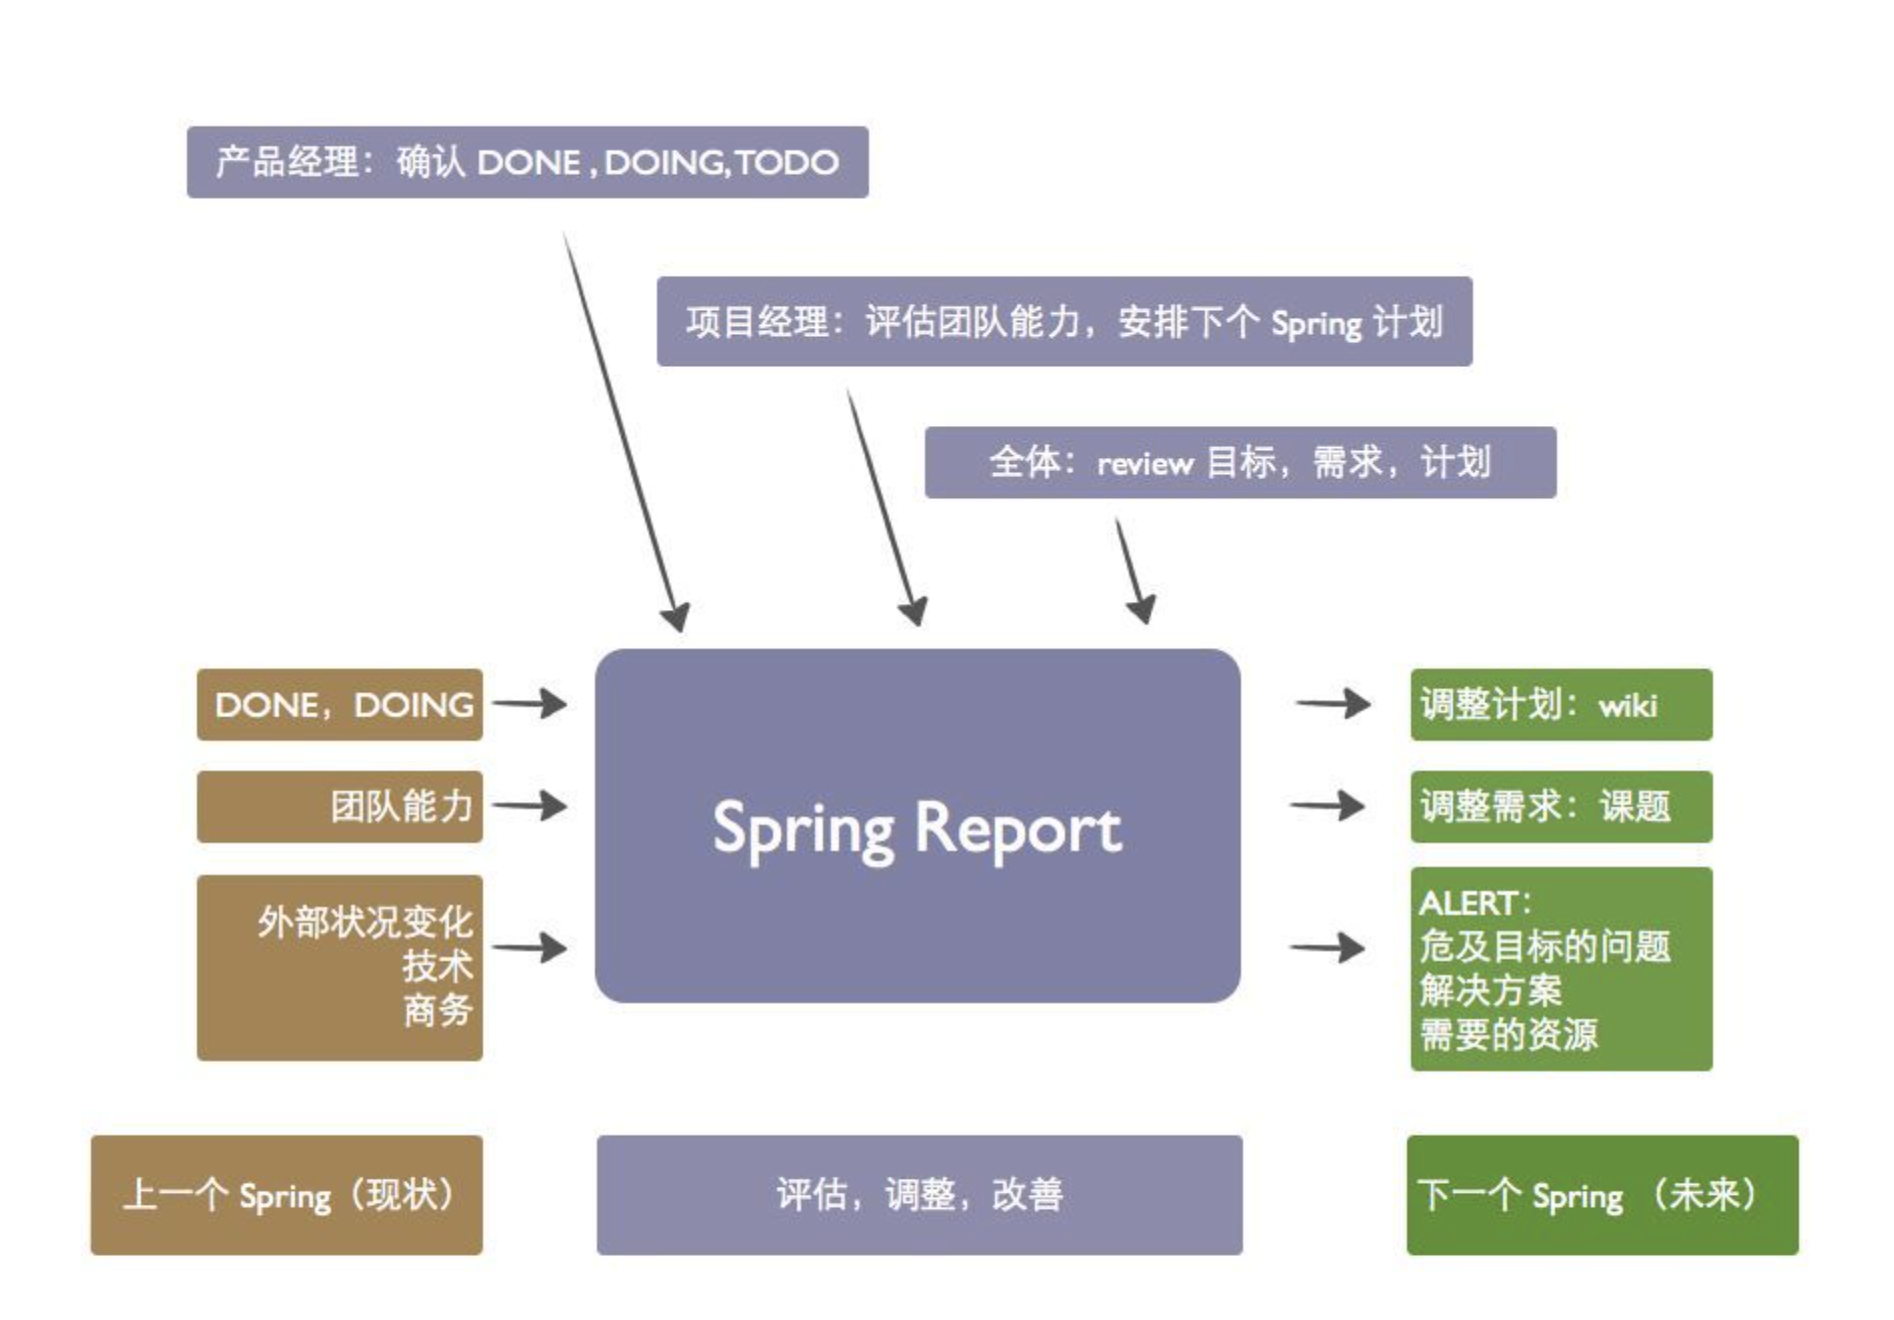 产品经理：确认 DONE , DOING, TODO
项目经理：评估团队能力，安排下个 Spring 计划
全体：review 目标，需求，计划
DONE，DOING
团队能力
外部状况变化
技术
商务
Spring Report
调整计划：wiki
调整需求：课题
ALERT：
危及目标的问题
解决方案
需要的资源
上一个 Spring（现状）
评估，调整，改善
下一个 Spring （未来）